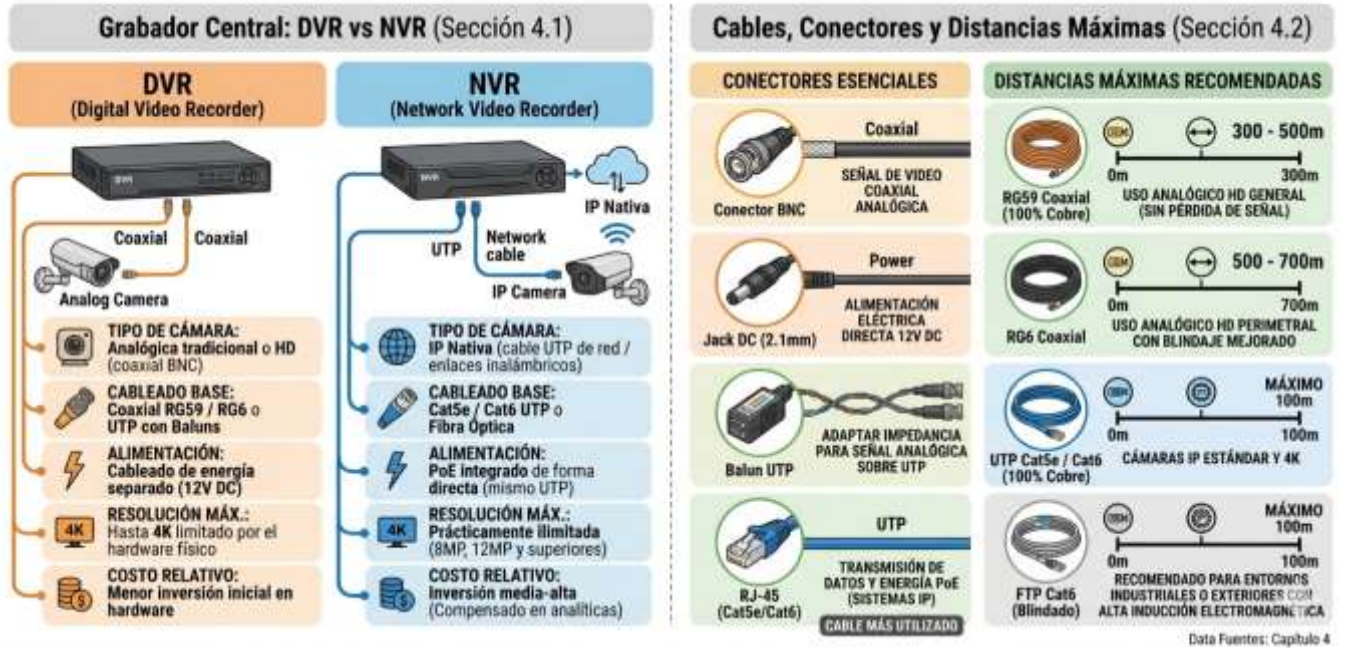 Grabador Central: DVR vs NVR (Sección 4.1)
DVR
(Digital Video Recorder)
DVR
Coaxial
Coaxial
Analog Camera
TIPO DE CÁMARA:
Analógica tradicional o HD
(coaxial BNC)
CABLEADO BASE:
Coaxial RG59 / RG6 o
UTP con Baluns
ALIMENTACIÓN:
Cableado de energía
separado (12V DC)
4K
RESOLUCIÓN MÁX.:
Hasta 4K limitado por el
hardware físico
COSTO RELATIVO:
Menor inversión inicial en
hardware
NVR
(Network Video Recorder)
NVR
IP Nativa
UTP
Network
cable
IP Camera
TIPO DE CÁMARA:
IP Nativa (cable UTP de red /
enlaces inalámbricos)
CABLEADO BASE:
Cat5e / Cat6 UTP o
Fibra Óptica
ALIMENTACIÓN:
PoE integrado de forma
directa (mismo UTP)
4K
RESOLUCIÓN MÁX.:
Prácticamente ilimitada
(8MP, 12MP y superiores)
COSTO RELATIVO:
Inversión media-alta
(Compensado en analíticas)
Cables, Conectores y Distancias Máximas (Sección 4.2)
CONECTORES ESENCIALES
Conector BNC
Coaxial
SEÑAL DE VIDEO
COAXIAL
ANALÓGICA
Jack DC (2.1mm)
Power
ALIMENTACIÓN
ELÉCTRICA
DIRECTA 12V DC
Balun UTP
ADAPTAR IMPEDANCIA
PARA SEÑAL ANALÓGICA
SOBRE UTP
RJ-45
(Cat5e/Cat6)
UTP
TRANSMISIÓN DE
DATOS Y ENERGÍA PoE
(SISTEMAS IP)
CABLE MÁS UTILIZADO
DISTANCIAS MÁXIMAS RECOMENDADAS
RG59 Coaxial
(100% Cobre)
300 - 500m
0m
300m
USO ANALÓGICO HD GENERAL
(SIN PÉRDIDA DE SEÑAL)
RG6 Coaxial
500 - 700m
0m
700m
USO ANALÓGICO HD PERIMETRAL
CON BLINDAJE MEJORADO
UTP Cat5e / Cat6
(100% Cobre)
MÁXIMO
100m
0m
100m
CÁMARAS IP ESTÁNDAR Y 4K
FTP Cat6
(Blindado)
MÁXIMO
100m
0m
100m
RECOMENDADO PARA ENTORNOS
INDUSTRIALES O EXTERIORES CON
ALTA INDUCCIÓN ELECTROMAGNÉTICA
Data Fuentes: Capítulo 4